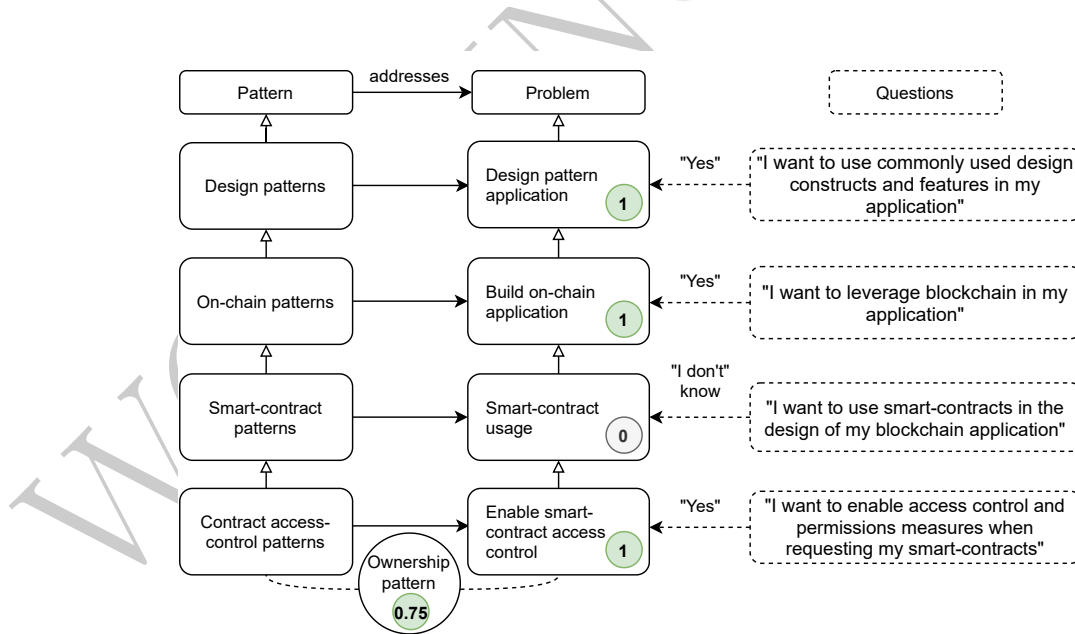 addresses
Pattern
Problem
Questions
Design patterns
Design pattern
application
1
"Yes"
"I want to use commonly used design
constructs and features in my
application"
On-chain patterns
Build on-chain
application
1
"Yes"
"I want to leverage blockchain in my
application"
Smart-contract
patterns
Smart-contract
usage
0
"I don't"
know
"I want to use smart-contracts in the
design of my blockchain application"
Contract access-
control patterns
Enable smart-
contract access
control
1
"Yes"
"I want to enable access control and
permissions measures when
requesting my smart-contracts"
Ownership
pattern
0.75